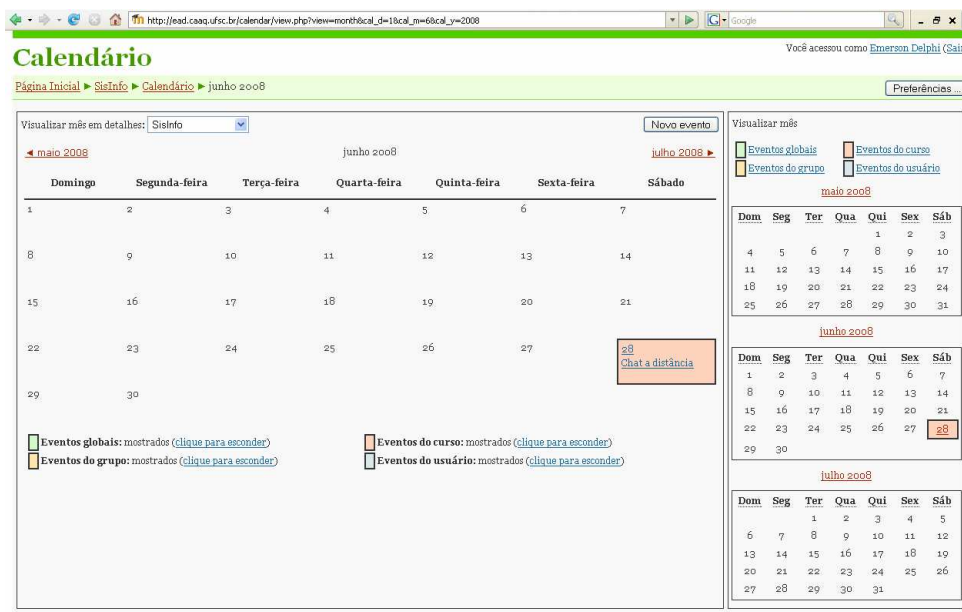 http://ead.caaq.ufsc.br/calendar/view.php?view=month&cal_d=1&cal_m=6&cal_y=2008
Google
Calendário
Você acessou como Emerson Delphi (Sair
Página Inicial ► SisInfo ► Calendário ► junho 2008
Preferências ...
Visualizar mês em detalhes: SisInfo
Novo evento
◄ maio 2008 junho 2008 julho 2008 ►
Domingo Segunda-feira Terça-feira Quarta-feira Quinta-feira Sexta-feira Sábado
1 2 3 4 5 6 7
8 9 10 11 12 13 14
15 16 17 18 19 20 21
22 23 24 25 26 27 28
Chat a distância
29 30
Eventos globais: mostrados (clique para esconder) Eventos do curso: mostrados (clique para esconder)
Eventos do grupo: mostrados (clique para esconder) Eventos do usuário: mostrados (clique para esconder)
Visualizar mês
Eventos globais Eventos do curso
Eventos do grupo Eventos do usuário
maio 2008
Dom Seg Ter Qua Qui Sex Sáb
1 2 3
4 5 6 7 8 9 10
11 12 13 14 15 16 17
18 19 20 21 22 23 24
25 26 27 28 29 30 31
junho 2008
Dom Seg Ter Qua Qui Sex Sáb
1 2 3 4 5 6 7
8 9 10 11 12 13 14
15 16 17 18 19 20 21
22 23 24 25 26 27 28
29 30
julho 2008
Dom Seg Ter Qua Qui Sex Sáb
1 2 3 4 5
6 7 8 9 10 11 12
13 14 15 16 17 18 19
20 21 22 23 24 25 26
27 28 29 30 31